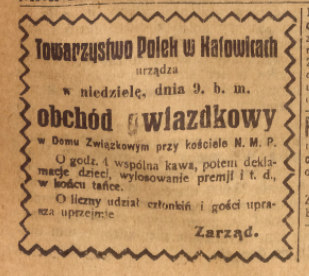 Towarzystwo Polek w Katowicach
urządza
w niedzielę, dnia 9. b. m.
obchód gwiazdkowy
w Domu Związkowym przy kościele N. M. P.
O godz. 4 wspólna kawa, potem dekla-
macje dzieci, wylosowanie premji i t. d.,
w końcu tańce.
O liczny udział członkiń i gości upra-
sza uprzejmie
Zarząd.